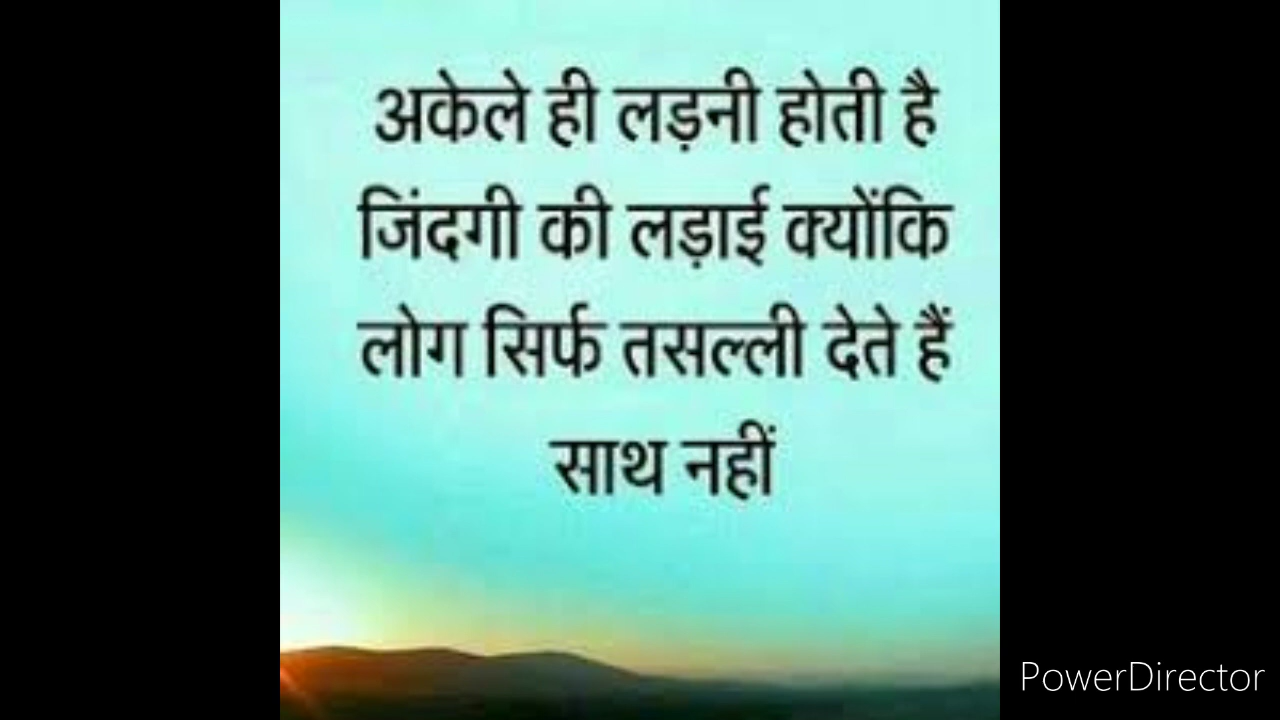 अकेले ही लड़नी होती है
जिंदगी की लड़ाई क्योंकि
लोग सिर्फ तसल्ली देते हैं
साथ नहीं
PowerDirector